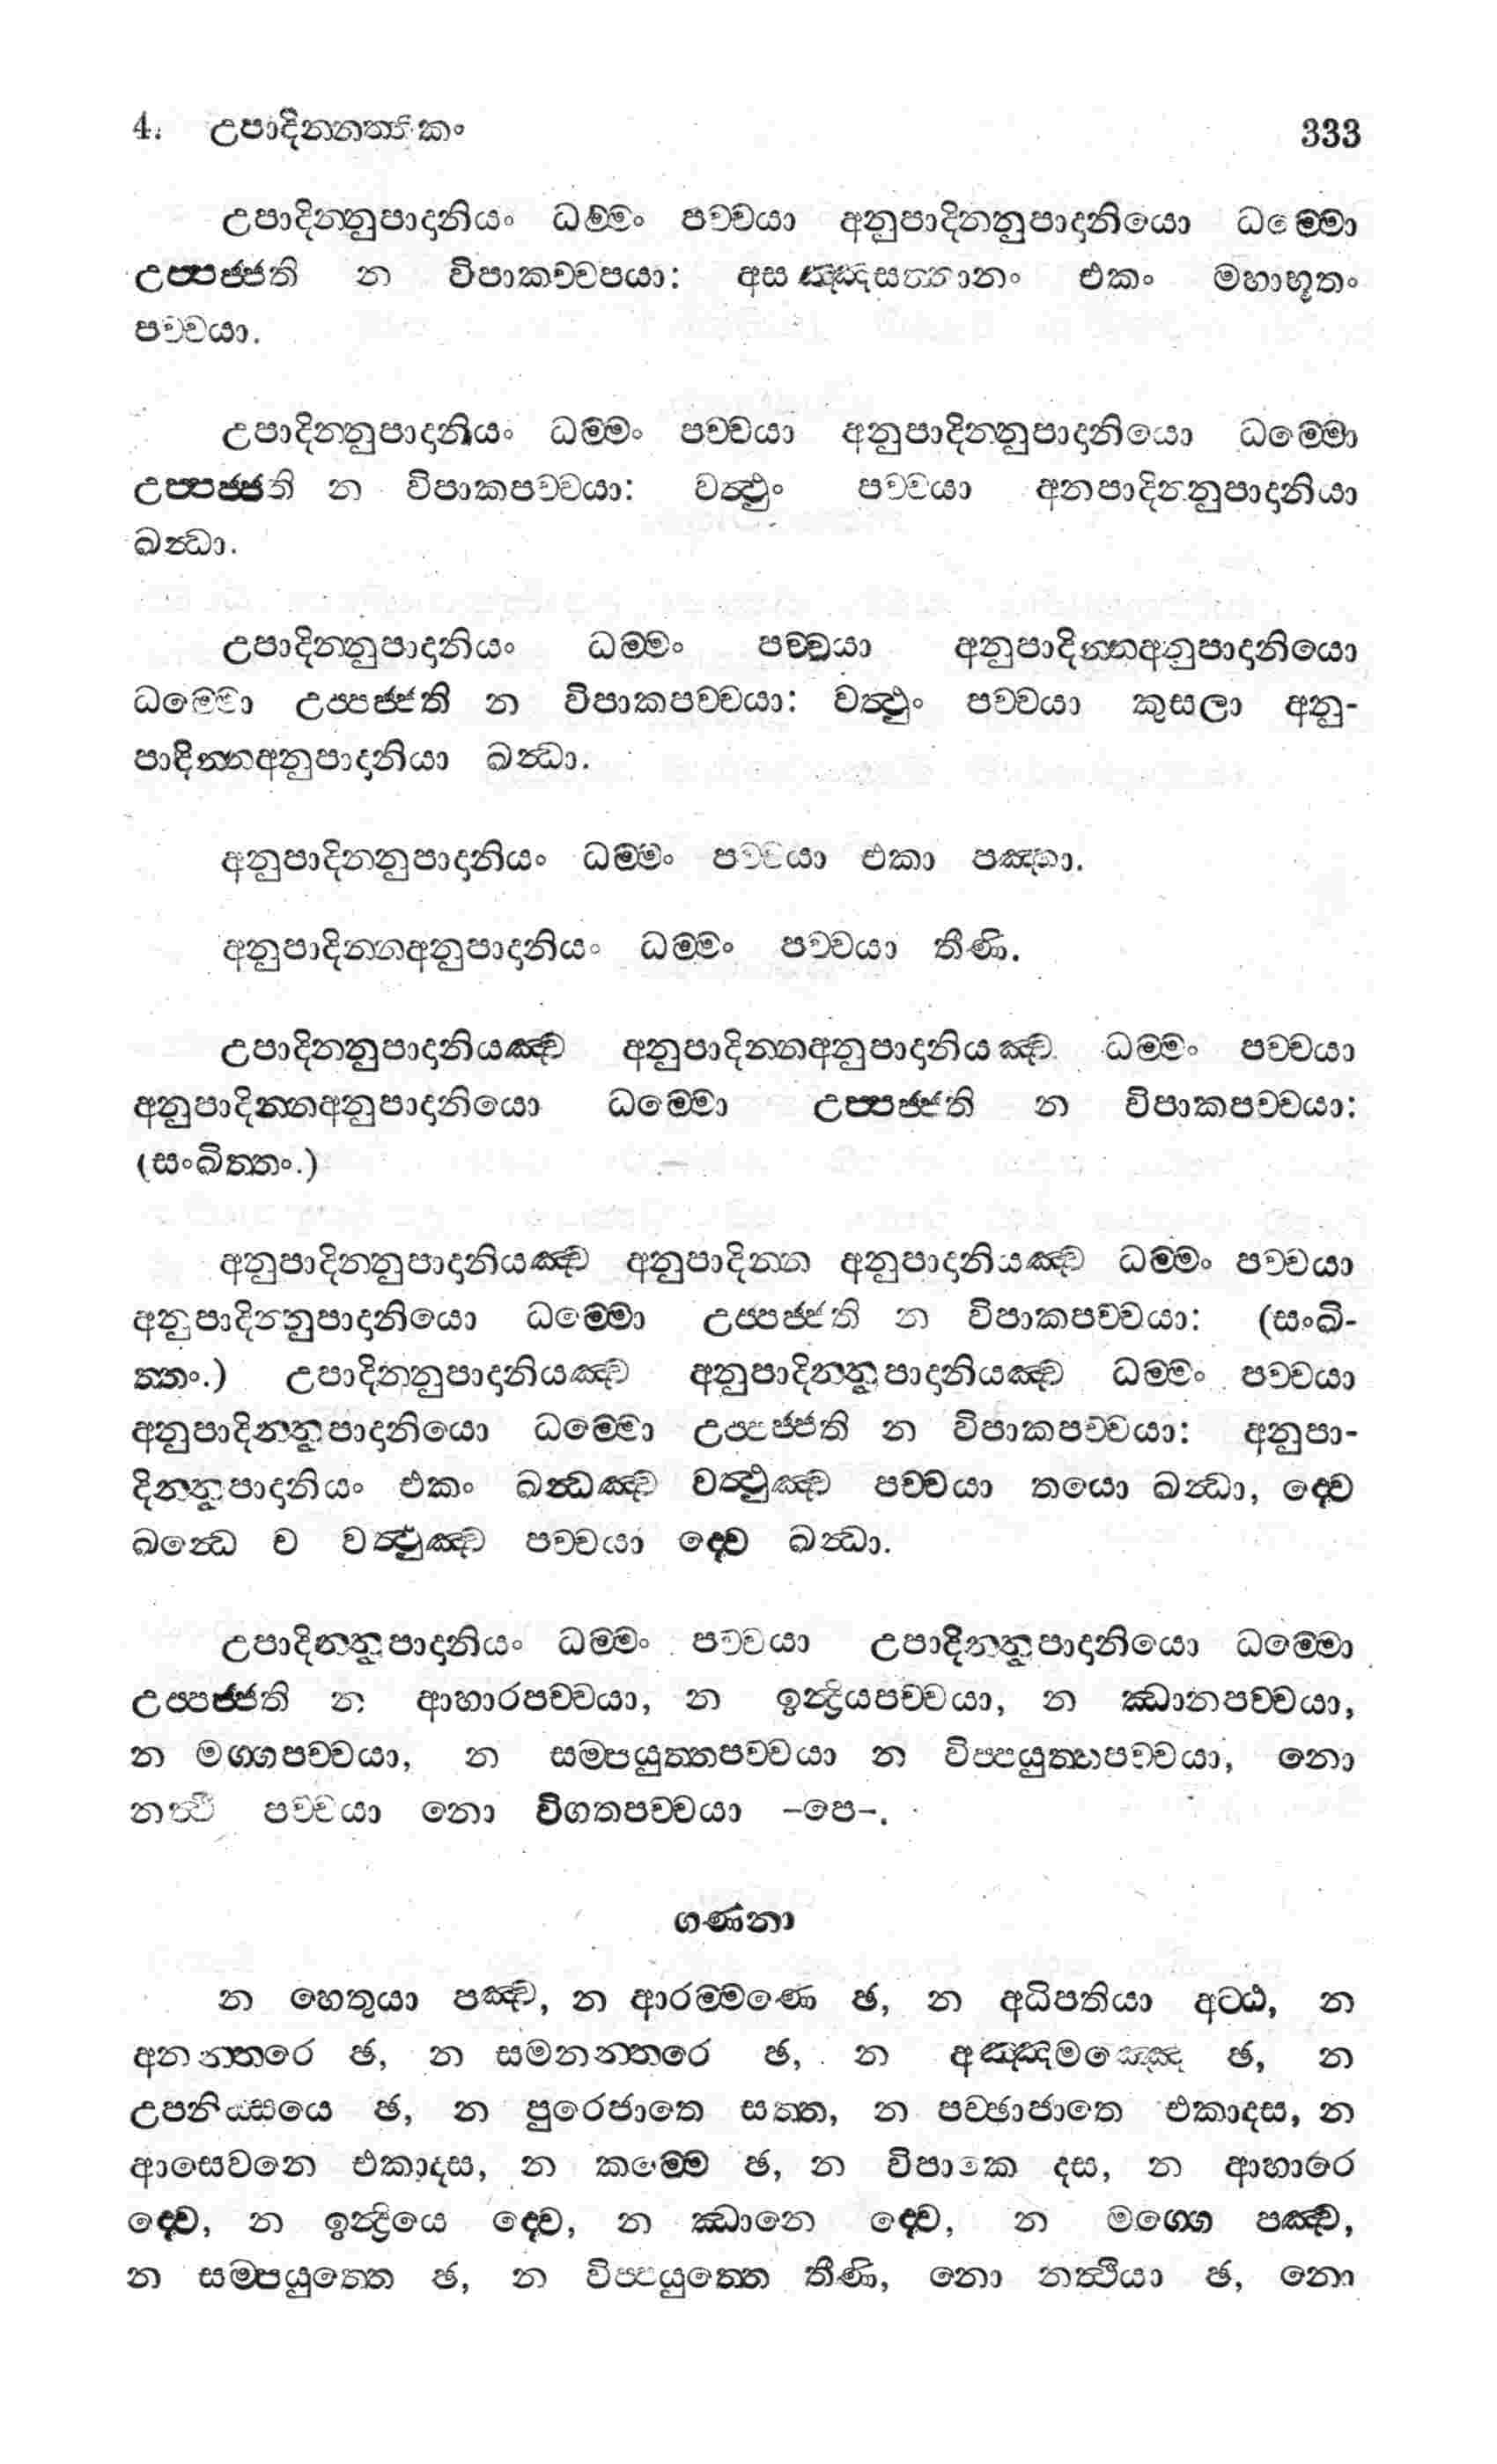 4. උපාදින්නත්තිකං 333
උපාදින්නුපාදානියං ධම්මං පච්චයා අනුපාදින්නුපාදානියො ධම්මො
උප්පජ්ජති න විපාකච්චපයා: අසඤ්ඤසත්තානං එකං මහාභූතං
පච්චයා.
උපාදින්නුපාදානියං ධම්මං පච්චයා අනුපාදින්නුපාදානියො ධම්මො
උප්පජ්ජති න විපාකපච්චයා: වත්ථුං පච්චයා අනපාදින්නුපාදානියා
ඛන්ධා.
උපාදින්නුපාදානියං ධම්මං පච්චයා අනුපාදින්නඅනුපාදානියො
ධම්මො උප්පජ්ජති න විපාකපච්චයා: වත්ථුං පච්චයා කුසලා අනු-
පාදින්නඅනුපාදානියා ඛන්ධා.
අනුපාදින්නුපාදානියං ධම්මං පච්චයා එකා පඤ්හා.
අනුපාදින්නඅනුපාදානියං ධම්මං පච්චයා තීණි.
උපාදින්නුපාදානියඤ්ච අනුපාදින්නඅනුපාදානියඤ්ච ධම්මං පච්චයා
අනුපාදින්නඅනුපාදානියො ධම්මො උප්පජ්ජති න විපාකපච්චයා:
(සංඛිත්තං.)
අනුපාදින්නුපාදානියඤ්ච අනුපාදින්න අනුපාදානියඤ්ච ධම්මං පච්චයා
අනුපාදින්නුපාදානියො ධම්මො උප්පජ්ජති න විපාකපච්චයා: (සංඛි-
ත්තං.) උපාදින්නුපාදානියඤ්ච අනුපාදින්නුපාදානියඤ්ච ධම්මං පච්චයා
අනුපාදින්නුපාදානියො ධම්මො උප්පජ්ජති න විපාකපච්චයා: අනුපා-
දින්නුපාදානියං එකං ඛන්ධඤ්ච වත්ථුඤ්ච පච්චයා තයො ඛන්ධා, ද්වෙ
ඛන්ධෙ ච වත්ථුඤ්ච පච්චයා ද්වෙ ඛන්ධා.
උපාදින්නුපාදානියං ධම්මං පච්චයා උපාදින්නුපාදානියො ධම්මො
උප්පජ්ජති න ආහාරපච්චයා, න ඉන්ද්‍රියපච්චයා, න ඣානපච්චයා,
න මග්ගපච්චයා, න සම්පයුත්තපච්චයා න විප්පයුත්තපච්චයා, නො
නත්ථි පච්චයා නො විගතපච්චයා -පෙ-.
ගණනා
න හෙතුයා පඤ්ච, න ආරම්මණෙ ඡ, න අධිපතියා අට්ඨ, න
අනන්තරෙ ඡ, න සමනන්තරෙ ඡ, න අඤ්ඤමඤ්ඤෙ ඡ, න
උපනිස්සයෙ ඡ, න පුරෙජාතෙ සත්ත, න පච්ඡාජාතෙ එකාදස, න
ආසෙවනෙ එකාදස, න කම්මෙ ඡ, න විපාකෙ දස, න ආහාරෙ
ද්වෙ, න ඉන්ද්‍රියෙ ද්වෙ, න ඣානෙ ද්වෙ, න මග්ගෙ පඤ්ච,
න සම්පයුත්තෙ ඡ, න විප්පයුත්තෙ තීණි, නො නත්ථියා ඡ, නො